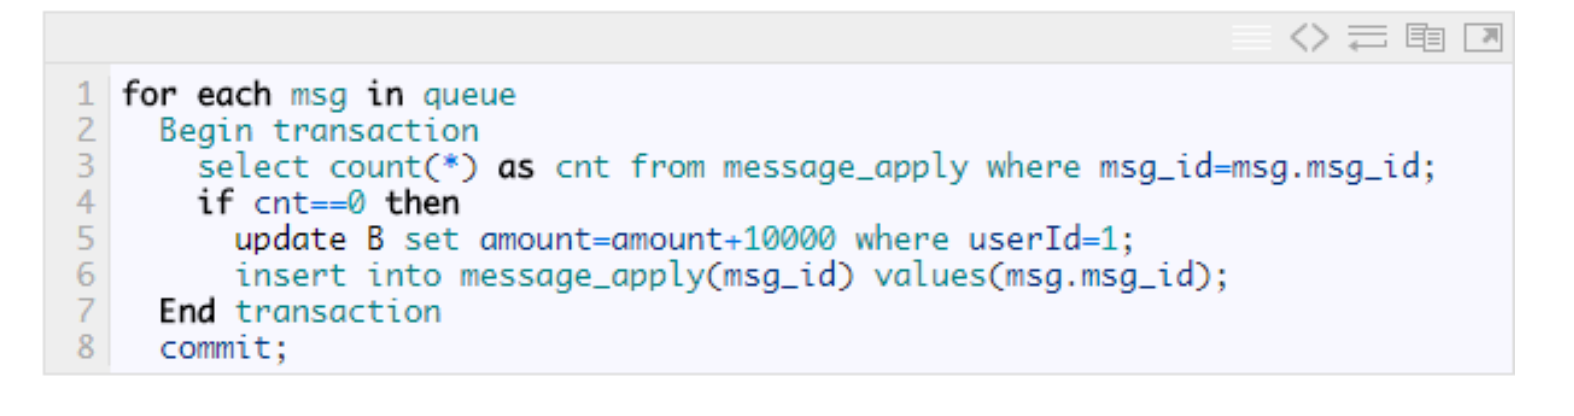 1 for each msg in queue
2 Begin transaction
3 select count(*) as cnt from message_apply where msg_id=msg.msg_id;
4 if cnt==0 then
5 update B set amount=amount+10000 where userId=1;
6 insert into message_apply(msg_id) values(msg.msg_id);
7 End transaction
8 commit;